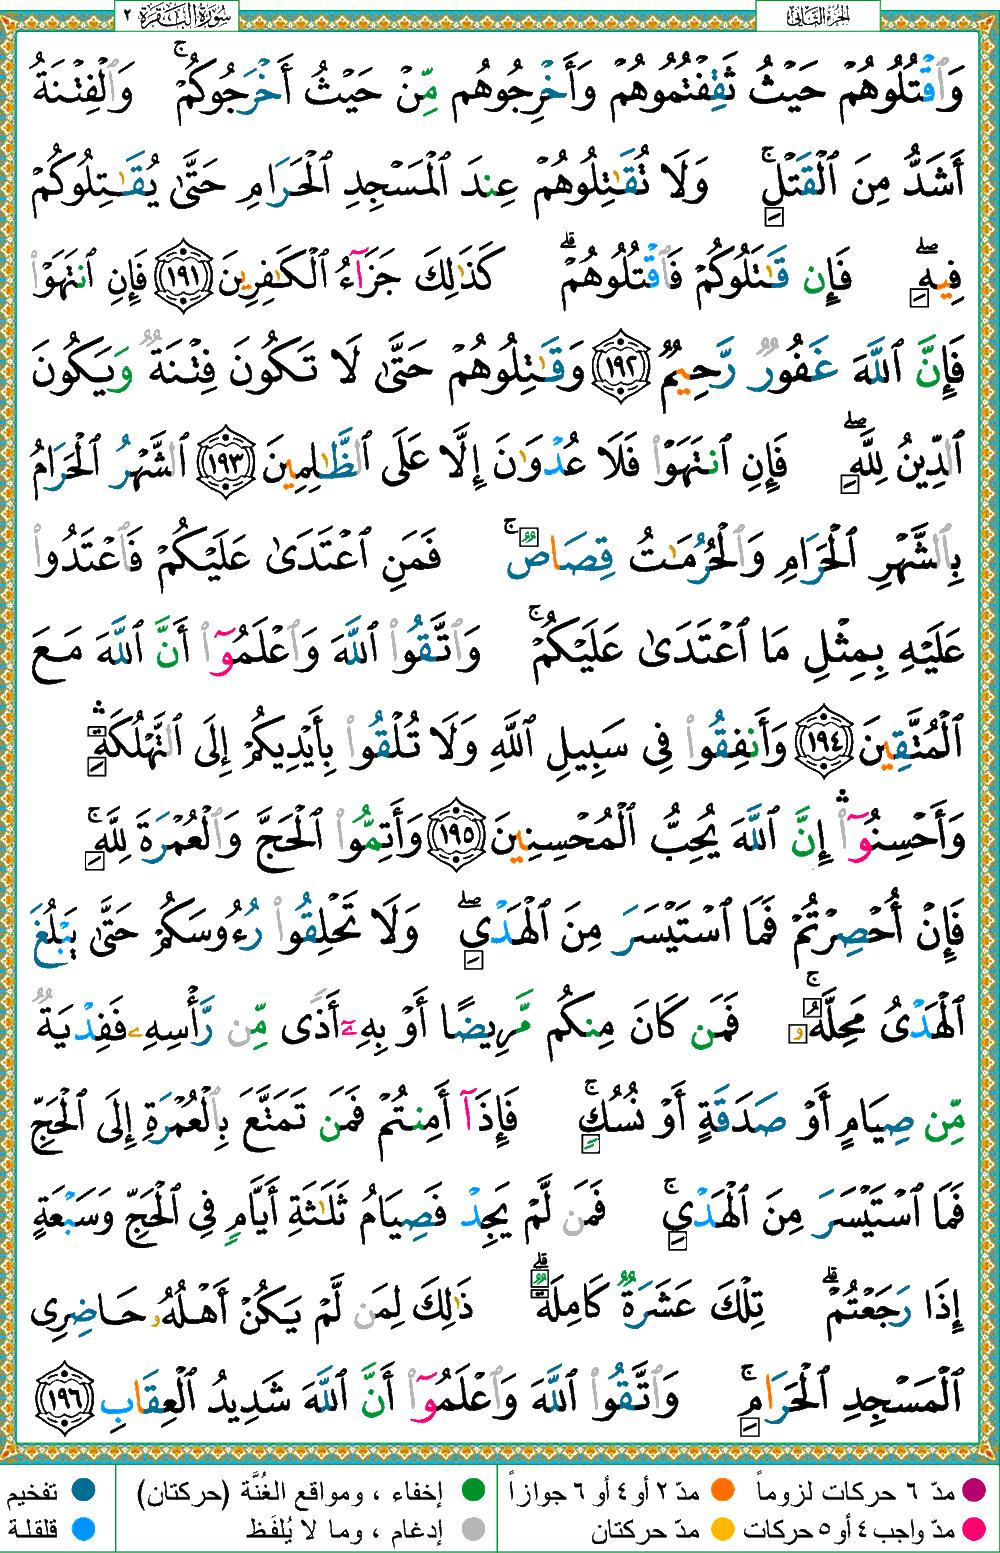 الجزء الثاني
سورة البقرة ٢
وَٱقْتُلُوهُمْ حَيْثُ ثَقِفْتُمُوهُمْ وَأَخْرِجُوهُم مِّنْ حَيْثُ أَخْرَجُوكُمْ ۚ وَٱلْفِتْنَةُ
أَشَدُّ مِنَ ٱلْقَتْلِ ۚ وَلَا تُقَٰتِلُوهُمْ عِندَ ٱلْمَسْجِدِ ٱلْحَرَامِ حَتَّىٰ يُقَٰتِلُوكُمْ
فِيهِ ۖ فَإِن قَٰتَلُوكُمْ فَٱقْتُلُوهُمْ ۗ كَذَٰلِكَ جَزَآءُ ٱلْكَٰفِرِينَ ١٩١ فَإِنِ ٱنتَهَوْا۟
فَإِنَّ ٱللَّهَ غَفُورٌ رَّحِيمٌ ١٩٢ وَقَٰتِلُوهُمْ حَتَّىٰ لَا تَكُونَ فِتْنَةٌ وَيَكُونَ
ٱلدِّينُ لِلَّهِ ۖ فَإِنِ ٱنتَهَوْا۟ فَلَا عُدْوَٰنَ إِلَّا عَلَى ٱلظَّٰلِمِينَ ١٩٣ ٱلشَّهْرُ ٱلْحَرَامُ
بِٱلشَّهْرِ ٱلْحَرَامِ وَٱلْحُرُمَٰتُ قِصَاصٌ ۚ فَمَنِ ٱعْتَدَىٰ عَلَيْكُمْ فَٱعْتَدُوا۟
عَلَيْهِ بِمِثْلِ مَا ٱعْتَدَىٰ عَلَيْكُمْ ۚ وَٱتَّقُوا۟ ٱللَّهَ وَٱعْلَمُوٓا۟ أَنَّ ٱللَّهَ مَعَ
ٱلْمُتَّقِينَ ١٩٤ وَأَنفِقُوا۟ فِى سَبِيلِ ٱللَّهِ وَلَا تُلْقُوا۟ بِأَيْدِيكُمْ إِلَى ٱلتَّهْلُكَةِ ۛ
وَأَحْسِنُوٓا۟ ۛ إِنَّ ٱللَّهَ يُحِبُّ ٱلْمُحْسِنِينَ ١٩٥ وَأَتِمُّوا۟ ٱلْحَجَّ وَٱلْعُمْرَةَ لِلَّهِ ۚ
فَإِنْ أُحْصِرْتُمْ فَمَا ٱسْتَيْسَرَ مِنَ ٱلْهَدْىِ ۖ وَلَا تَحْلِقُوا۟ رُءُوسَكُمْ حَتَّىٰ يَبْلُغَ
ٱلْهَدْىُ مَحِلَّهُۥ ۚ فَمَن كَانَ مِنكُم مَّرِيضًا أَوْ بِهِۦٓ أَذًى مِّن رَّأْسِهِۦ فَفِدْيَةٌ
مِّن صِيَامٍ أَوْ صَدَقَةٍ أَوْ نُسُكٍ ۚ فَإِذَآ أَمِنتُمْ فَمَن تَمَتَّعَ بِٱلْعُمْرَةِ إِلَى ٱلْحَجِّ
فَمَا ٱسْتَيْسَرَ مِنَ ٱلْهَدْىِ ۚ فَمَن لَّمْ يَجِدْ فَصِيَامُ ثَلَٰثَةِ أَيَّامٍ فِى ٱلْحَجِّ وَسَبْعَةٍ
إِذَا رَجَعْتُمْ ۗ تِلْكَ عَشَرَةٌ كَامِلَةٌ ۗ ذَٰلِكَ لِمَن لَّمْ يَكُنْ أَهْلُهُۥ حَاضِرِى
ٱلْمَسْجِدِ ٱلْحَرَامِ ۚ وَٱتَّقُوا۟ ٱللَّهَ وَٱعْلَمُوٓا۟ أَنَّ ٱللَّهَ شَدِيدُ ٱلْعِقَابِ ١٩٦
مدّ ٦ حركات لزوماً مدّ ٢ أو ٤ أو ٦ جوازاً إخفاء ، ومواقع الغُنَّة (حركتان) تفخيم
مدّ واجب ٤ أو ٥ حركات مدّ حركتان إدغام ، وما لا يُلفَظ قلقلة